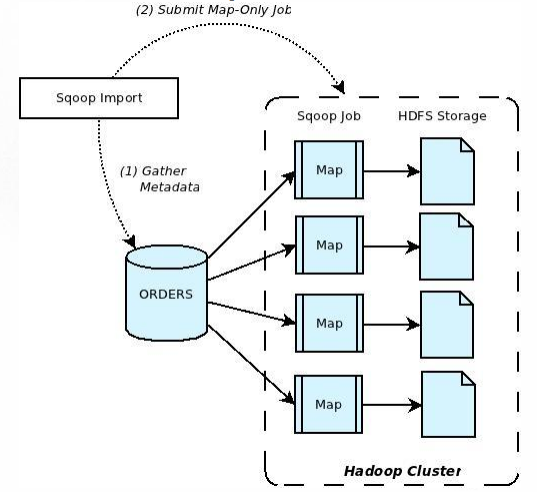 (2) Submit Map-Only Job
Sqoop Import
Sqoop Job
HDFS Storage
(1) Gather
Metadata
Map
Map
ORDERS
Map
Map
Hadoop Cluster